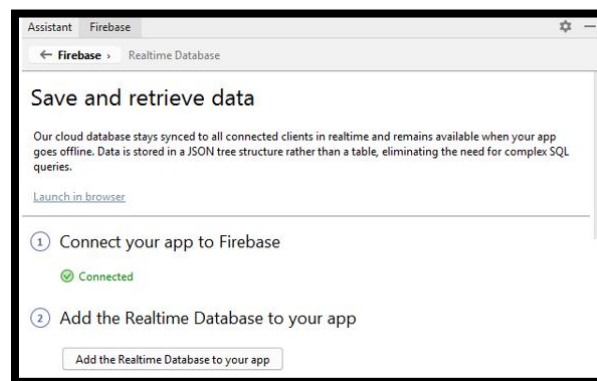 Assistant Firebase
← Firebase › Realtime Database
Save and retrieve data
Our cloud database stays synced to all connected clients in realtime and remains available when your app
goes offline. Data is stored in a JSON tree structure rather than a table, eliminating the need for complex SQL
queries.
Launch in browser
1 Connect your app to Firebase
Connected
2 Add the Realtime Database to your app
Add the Realtime Database to your app